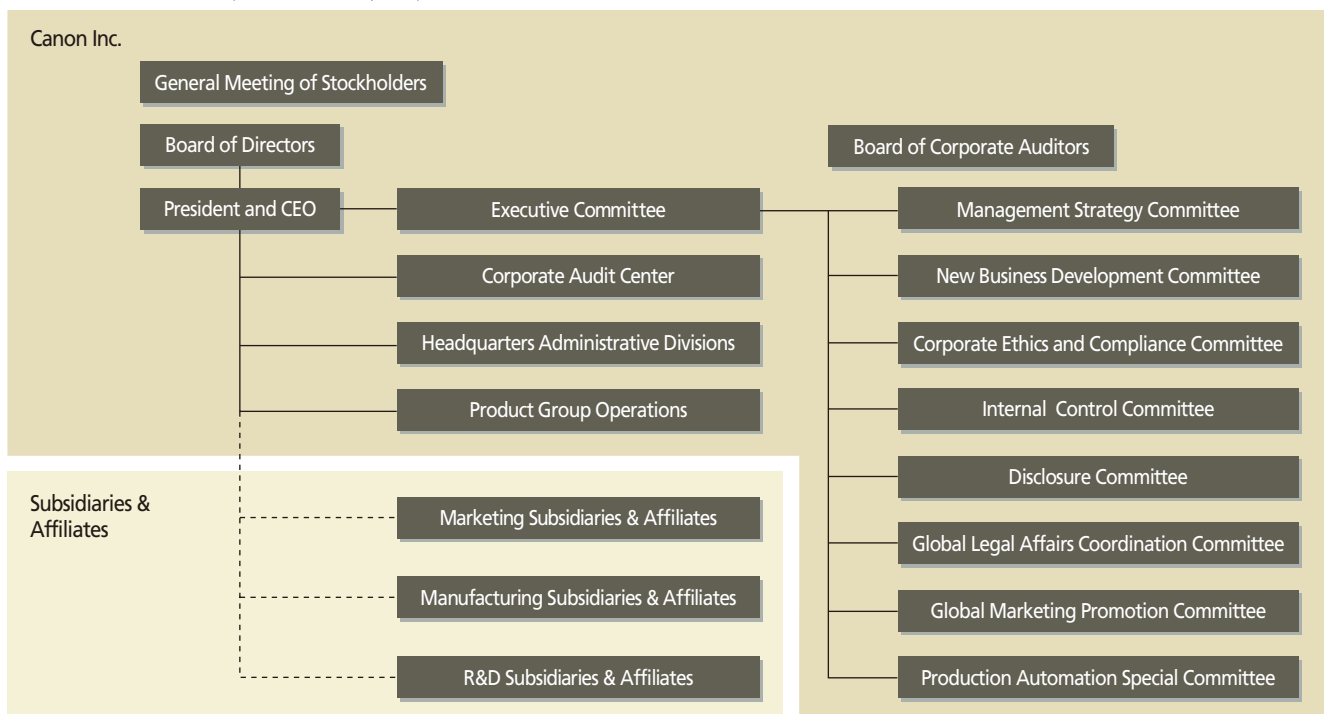 Canon Inc.
General Meeting of Stockholders
Board of Directors
Board of Corporate Auditors
President and CEO
Executive Committee
Management Strategy Committee
Corporate Audit Center
New Business Development Committee
Headquarters Administrative Divisions
Corporate Ethics and Compliance Committee
Product Group Operations
Internal Control Committee
Disclosure Committee
Subsidiaries &
Affiliates
Marketing Subsidiaries & Affiliates
Global Legal Affairs Coordination Committee
Manufacturing Subsidiaries & Affiliates
Global Marketing Promotion Committee
R&D Subsidiaries & Affiliates
Production Automation Special Committee